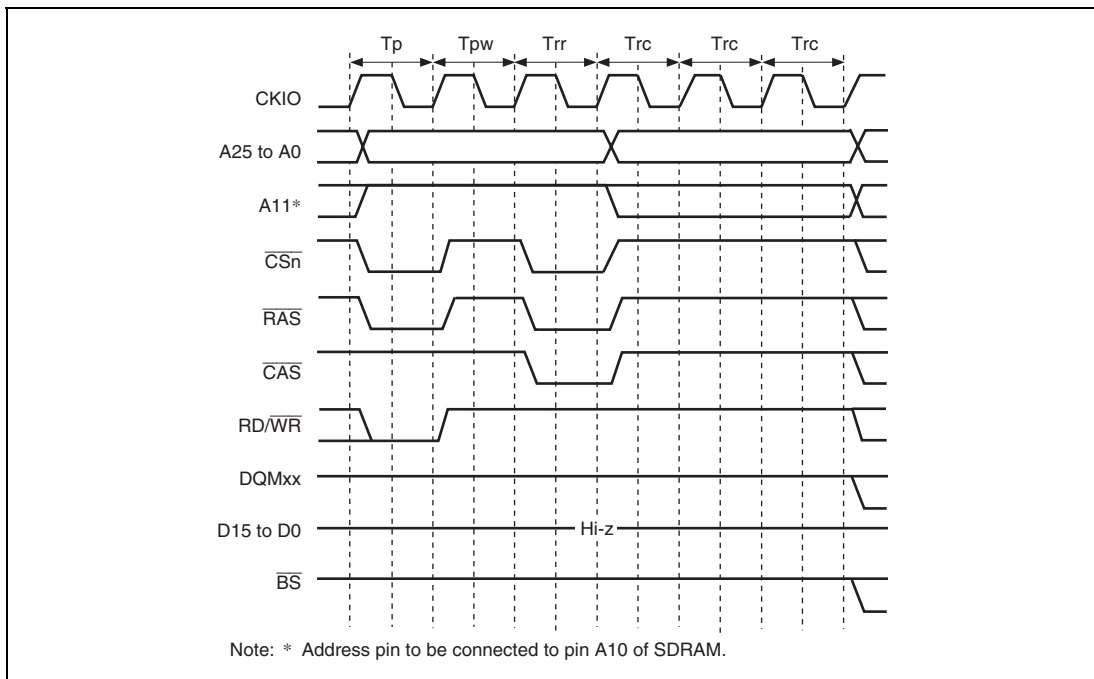 Tp Tpw Trr Trc Trc Trc
CKIO
A25 to A0
A11*
CSn
RAS
CAS
RD/WR
DQMxx
D15 to D0 Hi-z
BS
Note: * Address pin to be connected to pin A10 of SDRAM.